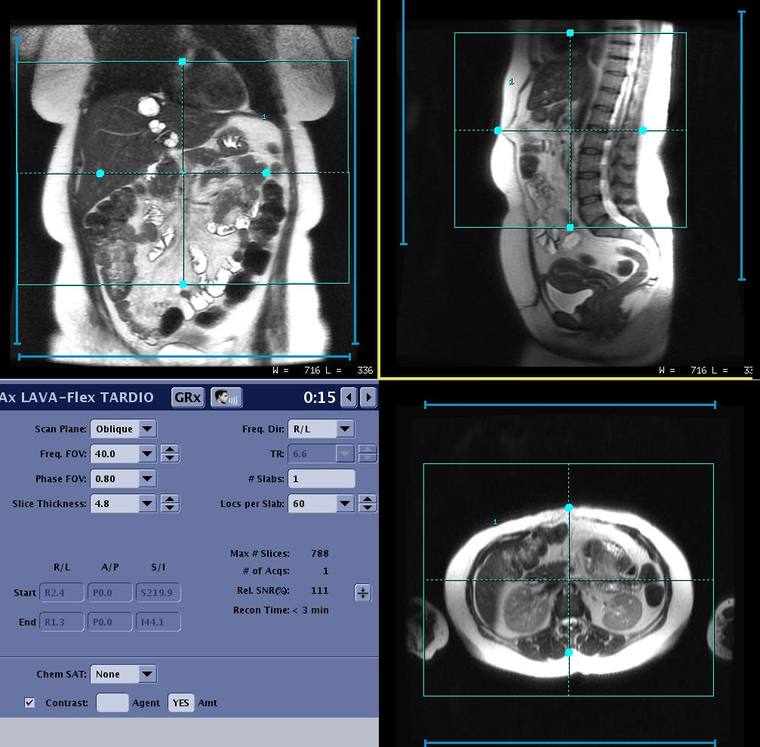 1
1
W = 716 L = 336
W = 716 L = 33
Ax LAVA-Flex TARDIO GRx 0:15
Scan Plane: Oblique Freq. Dir: R/L
Freq. FOV: 40.0 TR: 6.6
Phase FOV: 0.80 # Slabs: 1
Slice Thickness: 4.8 Locs per Slab: 60
Max # Slices: 788
R/L A/P S/I # of Acqs: 1
Start R2.4 P0.0 S219.9 Rel. SNR(%): 111
Recon Time: < 3 min
End R1.3 P0.0 I44.1
Chem SAT: None
Contrast: Agent YES Amt
1